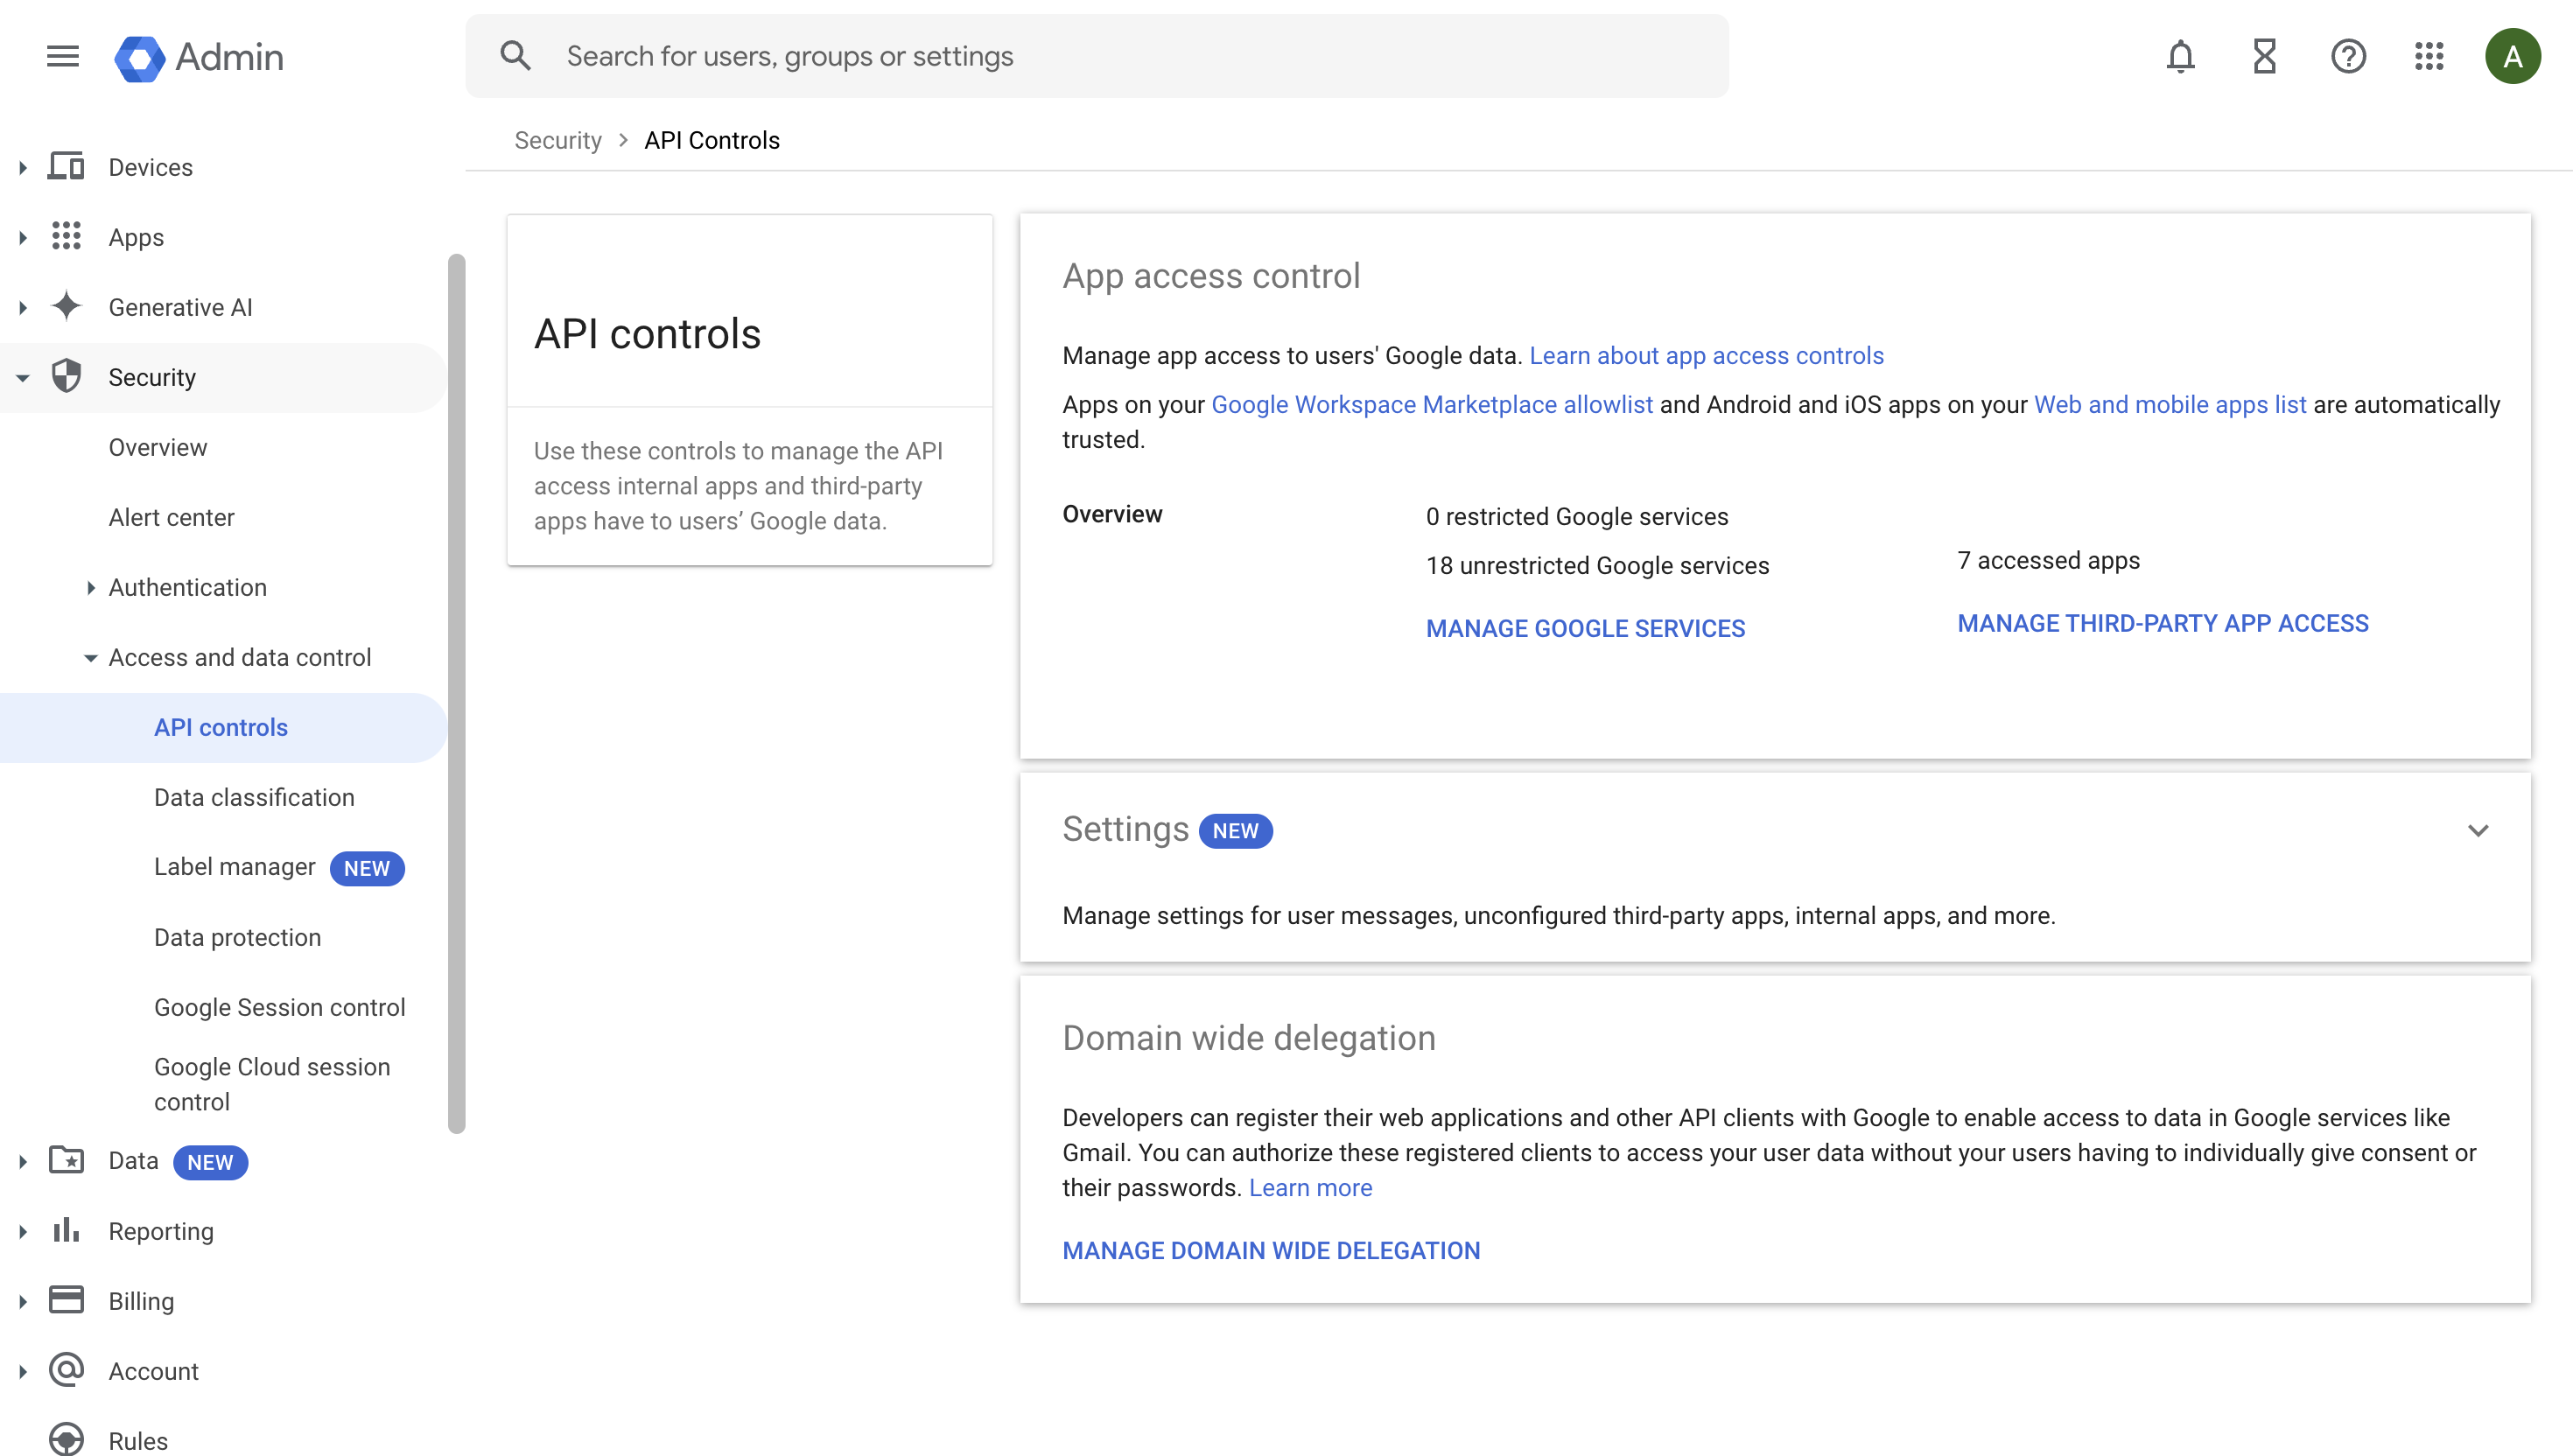 Admin
Search for users, groups or settings
A
Security > API Controls
Devices
Apps
Generative AI
Security
Overview
Alert center
Authentication
Access and data control
API controls
Data classification
Label manager NEW
Data protection
Google Session control
Google Cloud session
control
Data NEW
Reporting
Billing
Account
Rules
API controls
Use these controls to manage the API
access internal apps and third-party
apps have to users’ Google data.
App access control
Manage app access to users' Google data. Learn about app access controls
Apps on your Google Workspace Marketplace allowlist and Android and iOS apps on your Web and mobile apps list are automatically
trusted.
Overview
0 restricted Google services
18 unrestricted Google services
MANAGE GOOGLE SERVICES
7 accessed apps
MANAGE THIRD-PARTY APP ACCESS
Settings NEW
Manage settings for user messages, unconfigured third-party apps, internal apps, and more.
Domain wide delegation
Developers can register their web applications and other API clients with Google to enable access to data in Google services like
Gmail. You can authorize these registered clients to access your user data without your users having to individually give consent or
their passwords. Learn more
MANAGE DOMAIN WIDE DELEGATION